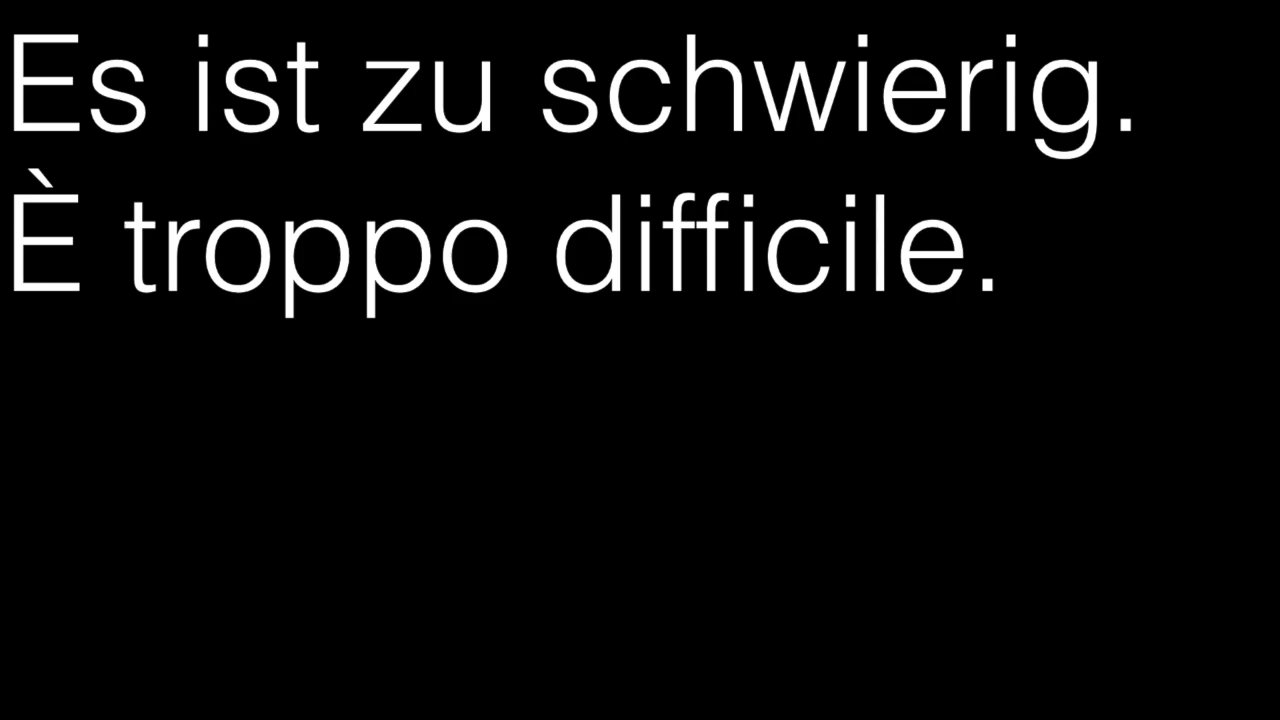 Es ist zu schwierig.
È troppo difficile.